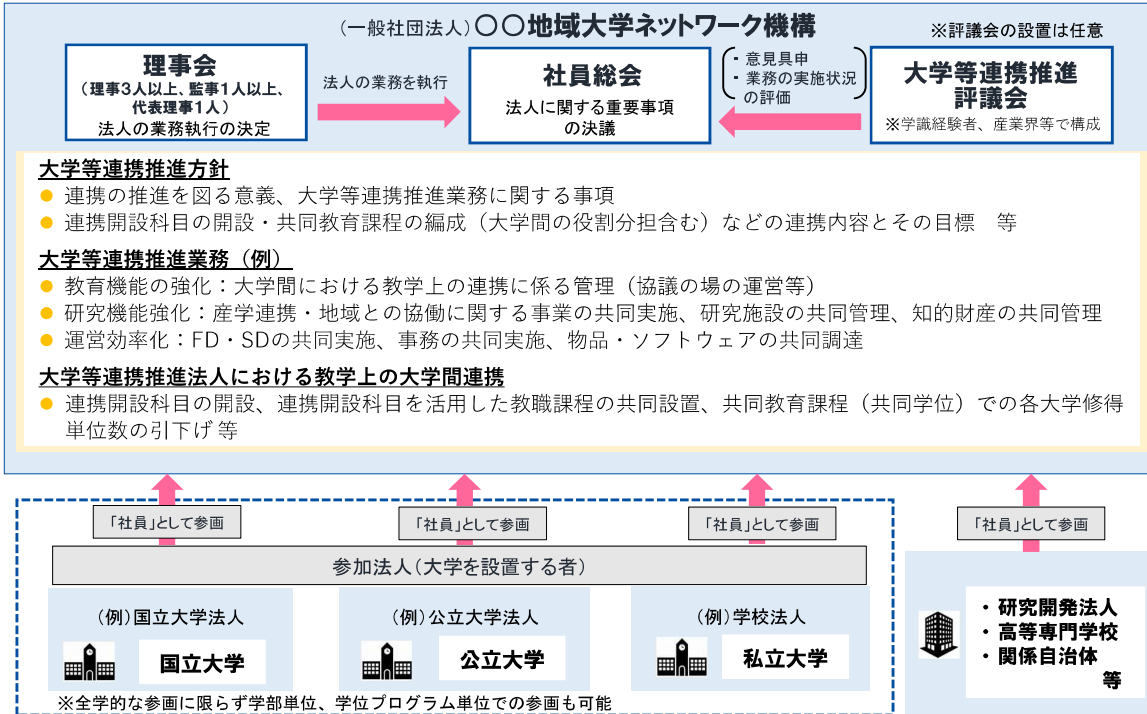 (一般社団法人)〇〇地域大学ネットワーク機構
※評議会の設置は任意
理事会
(理事3人以上、監事1人以上、
代表理事1人)
法人の業務執行の決定
法人の業務を執行
社員総会
法人に関する重要事項
の決議
・意見具申
・業務の実施状況
の評価
大学等連携推進
評議会
※学識経験者、産業界等で構成
大学等連携推進方針
● 連携の推進を図る意義、大学等連携推進業務に関する事項
● 連携開設科目の開設・共同教育課程の編成(大学間の役割分担含む)などの連携内容とその目標 等
大学等連携推進業務(例)
● 教育機能の強化:大学間における教学上の連携に係る管理(協議の場の運営等)
● 研究機能強化:産学連携・地域との協働に関する事業の共同実施、研究施設の共同管理、知的財産の共同管理
● 運営効率化:FD・SDの共同実施、事務の共同実施、物品・ソフトウェアの共同調達
大学等連携推進法人における教学上の大学間連携
● 連携開設科目の開設、連携開設科目を活用した教職課程の共同設置、共同教育課程(共同学位)での各大学修得
単位数の引下げ 等
「社員」として参画
「社員」として参画
「社員」として参画
「社員」として参画
参加法人(大学を設置する者)
(例)国立大学法人
国立大学
(例)公立大学法人
公立大学
(例)学校法人
私立大学
・研究開発法人
・高等専門学校
・関係自治体
等
※全学的な参画に限らず学部単位、学位プログラム単位での参画も可能